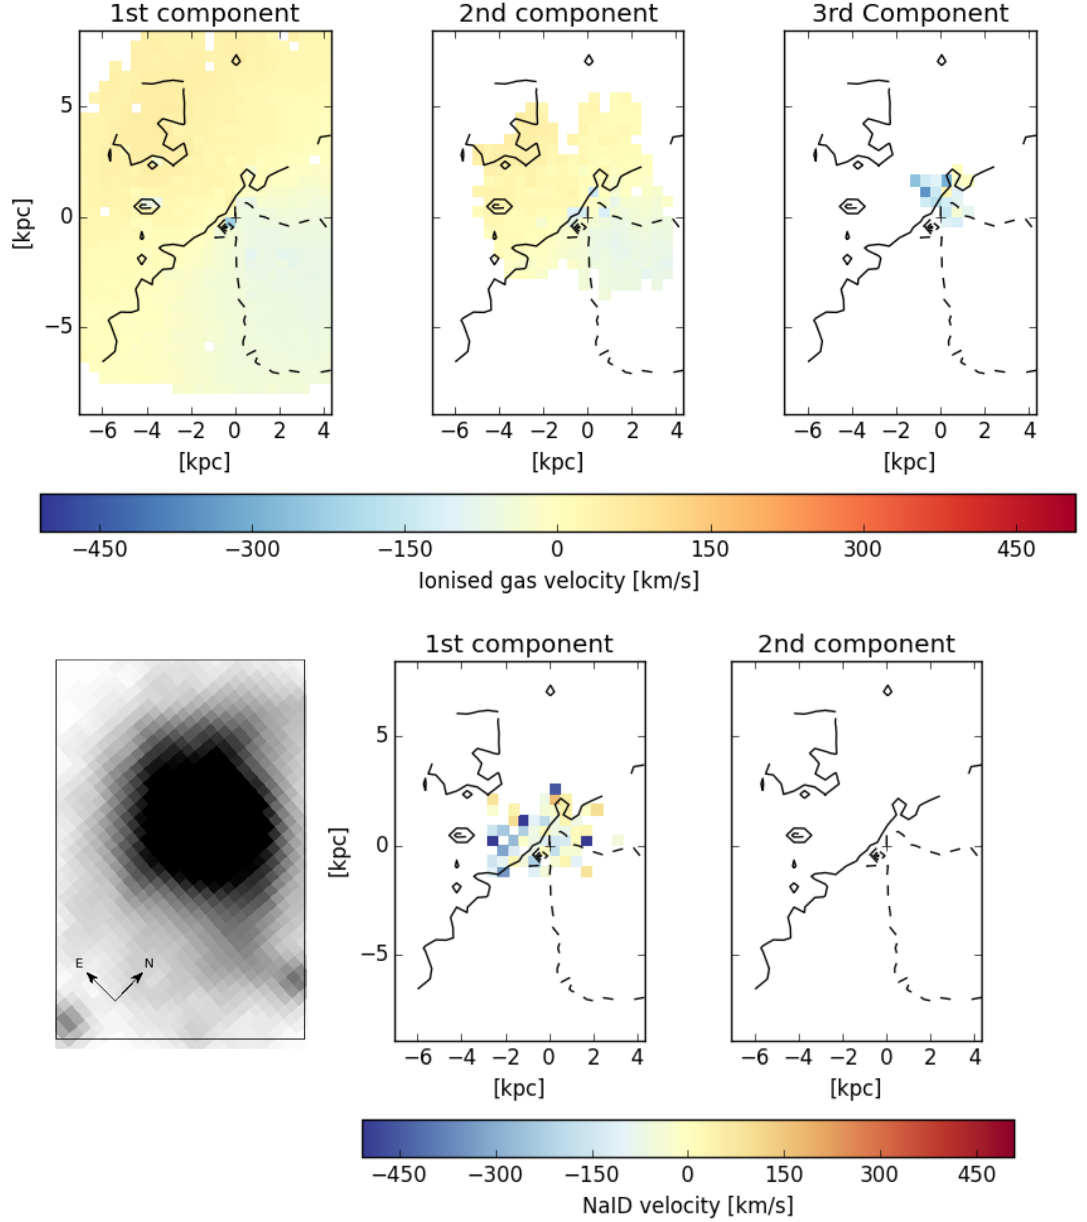 1st component 2nd component 3rd Component
5
0
−5
[kpc]
−6 −4 −2 0 2 4 −6 −4 −2 0 2 4 −6 −4 −2 0 2 4
[kpc] [kpc] [kpc]
−450 −300 −150 0 150 300 450
Ionised gas velocity [km/s]
1st component 2nd component
5
0
−5
[kpc]
E N
−6 −4 −2 0 2 4 −6 −4 −2 0 2 4
[kpc] [kpc]
−450 −300 −150 0 150 300 450
NaID velocity [km/s]